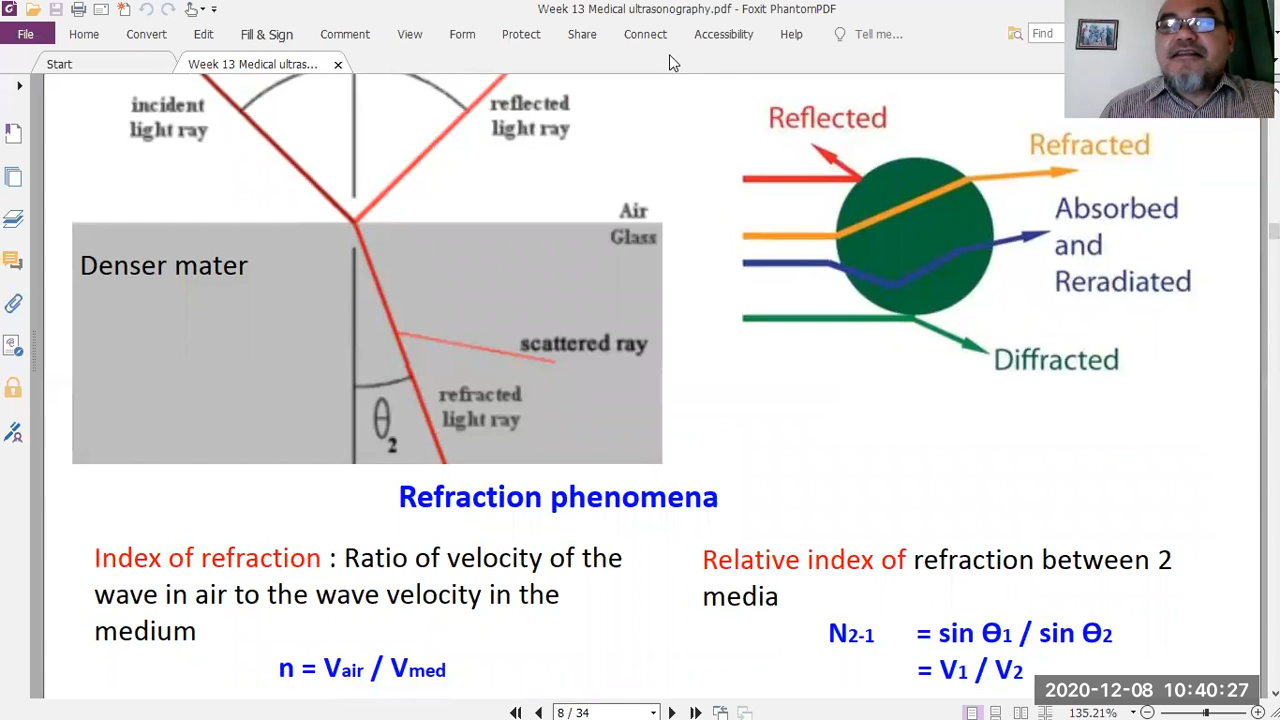 Week 13 Medical ultrasonography.pdf - Foxit PhantomPDF
File Home Convert Edit Fill & Sign Comment View Form Protect Share Connect Accessibility Help Tell me... Find
Start
Week 13 Medical ultras...
incident
light ray
reflected
light ray
Air
Glass
Denser mater
scattered ray
refracted
light ray
θ2
Reflected
Refracted
Absorbed
and
Reradiated
Diffracted
Refraction phenomena
Index of refraction : Ratio of velocity of the
wave in air to the wave velocity in the
medium
n = Vair / Vmed
Relative index of refraction between 2
media
N2-1 = sin ϴ1 / sin ϴ2
= V1 / V2
2020-12-08 10:40:27
8 / 34
135.21%